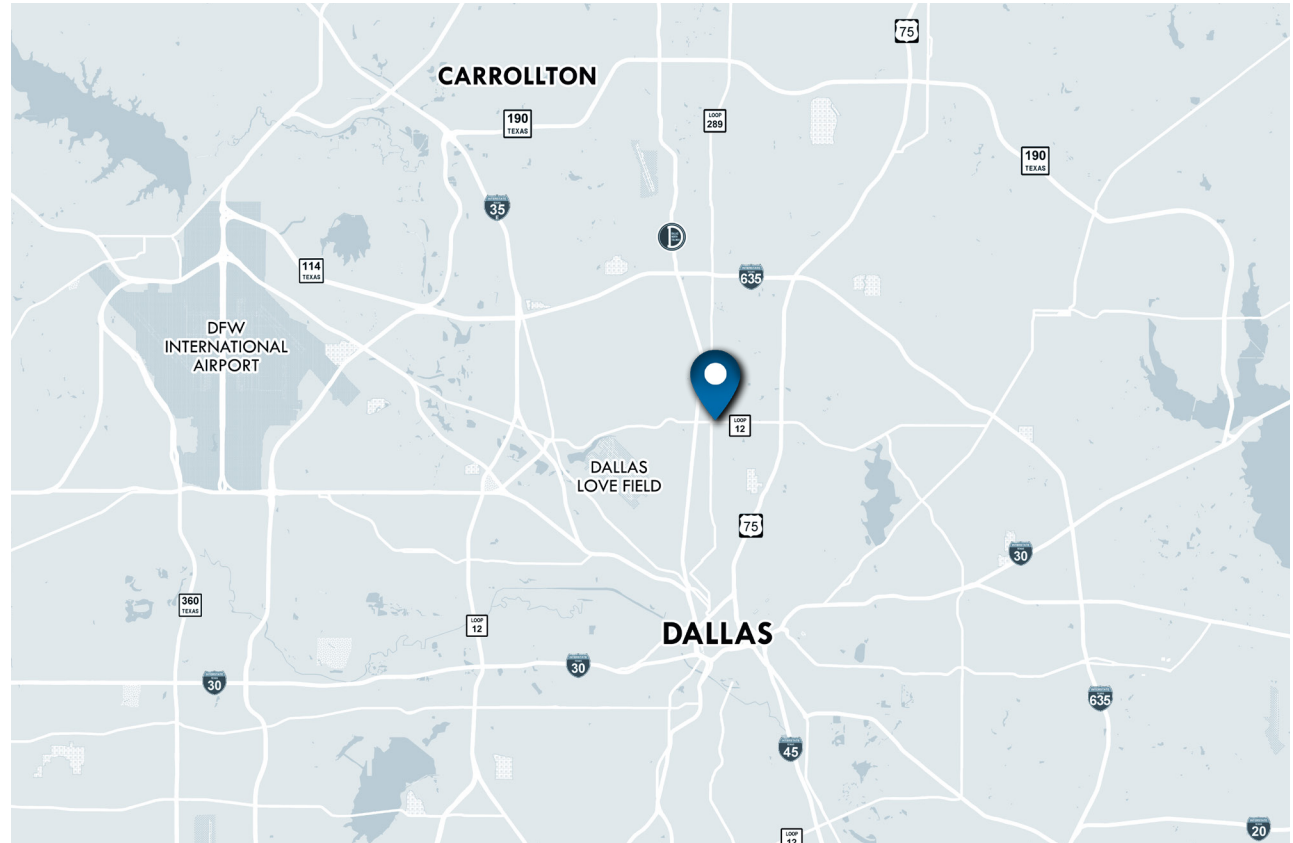 75
CARROLLTON
190
TEXAS
LOOP
289
190
TEXAS
35
E
114
TEXAS
D
635
DFW
INTERNATIONAL
AIRPORT
LOOP
12
DALLAS
LOVE FIELD
75
30
360
TEXAS
LOOP
12
DALLAS
30
30
635
45
20
LOOP
12